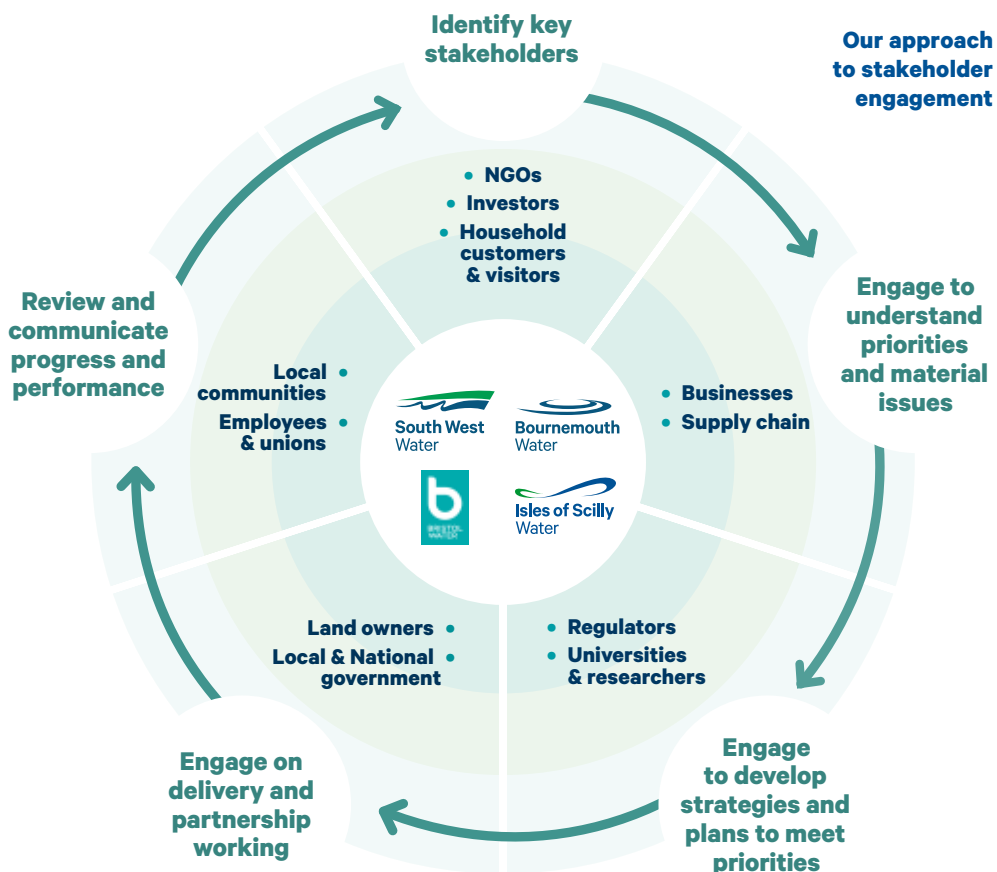 Identify key
stakeholders
Our approach
to stakeholder
engagement
• NGOs
• Investors
• Household
customers
& visitors
Engage to
understand
priorities
and material
issues
• Businesses
• Supply chain
• Regulators
• Universities
& researchers
Engage
to develop
strategies and
plans to meet
priorities
Land owners •
Local & National •
government
Engage on
delivery and
partnership
working
Local •
communities
Employees •
& unions
Review and
communicate
progress and
performance
South West
Water
Bournemouth
Water
b
BRISTOL
WATER
Isles of Scilly
Water